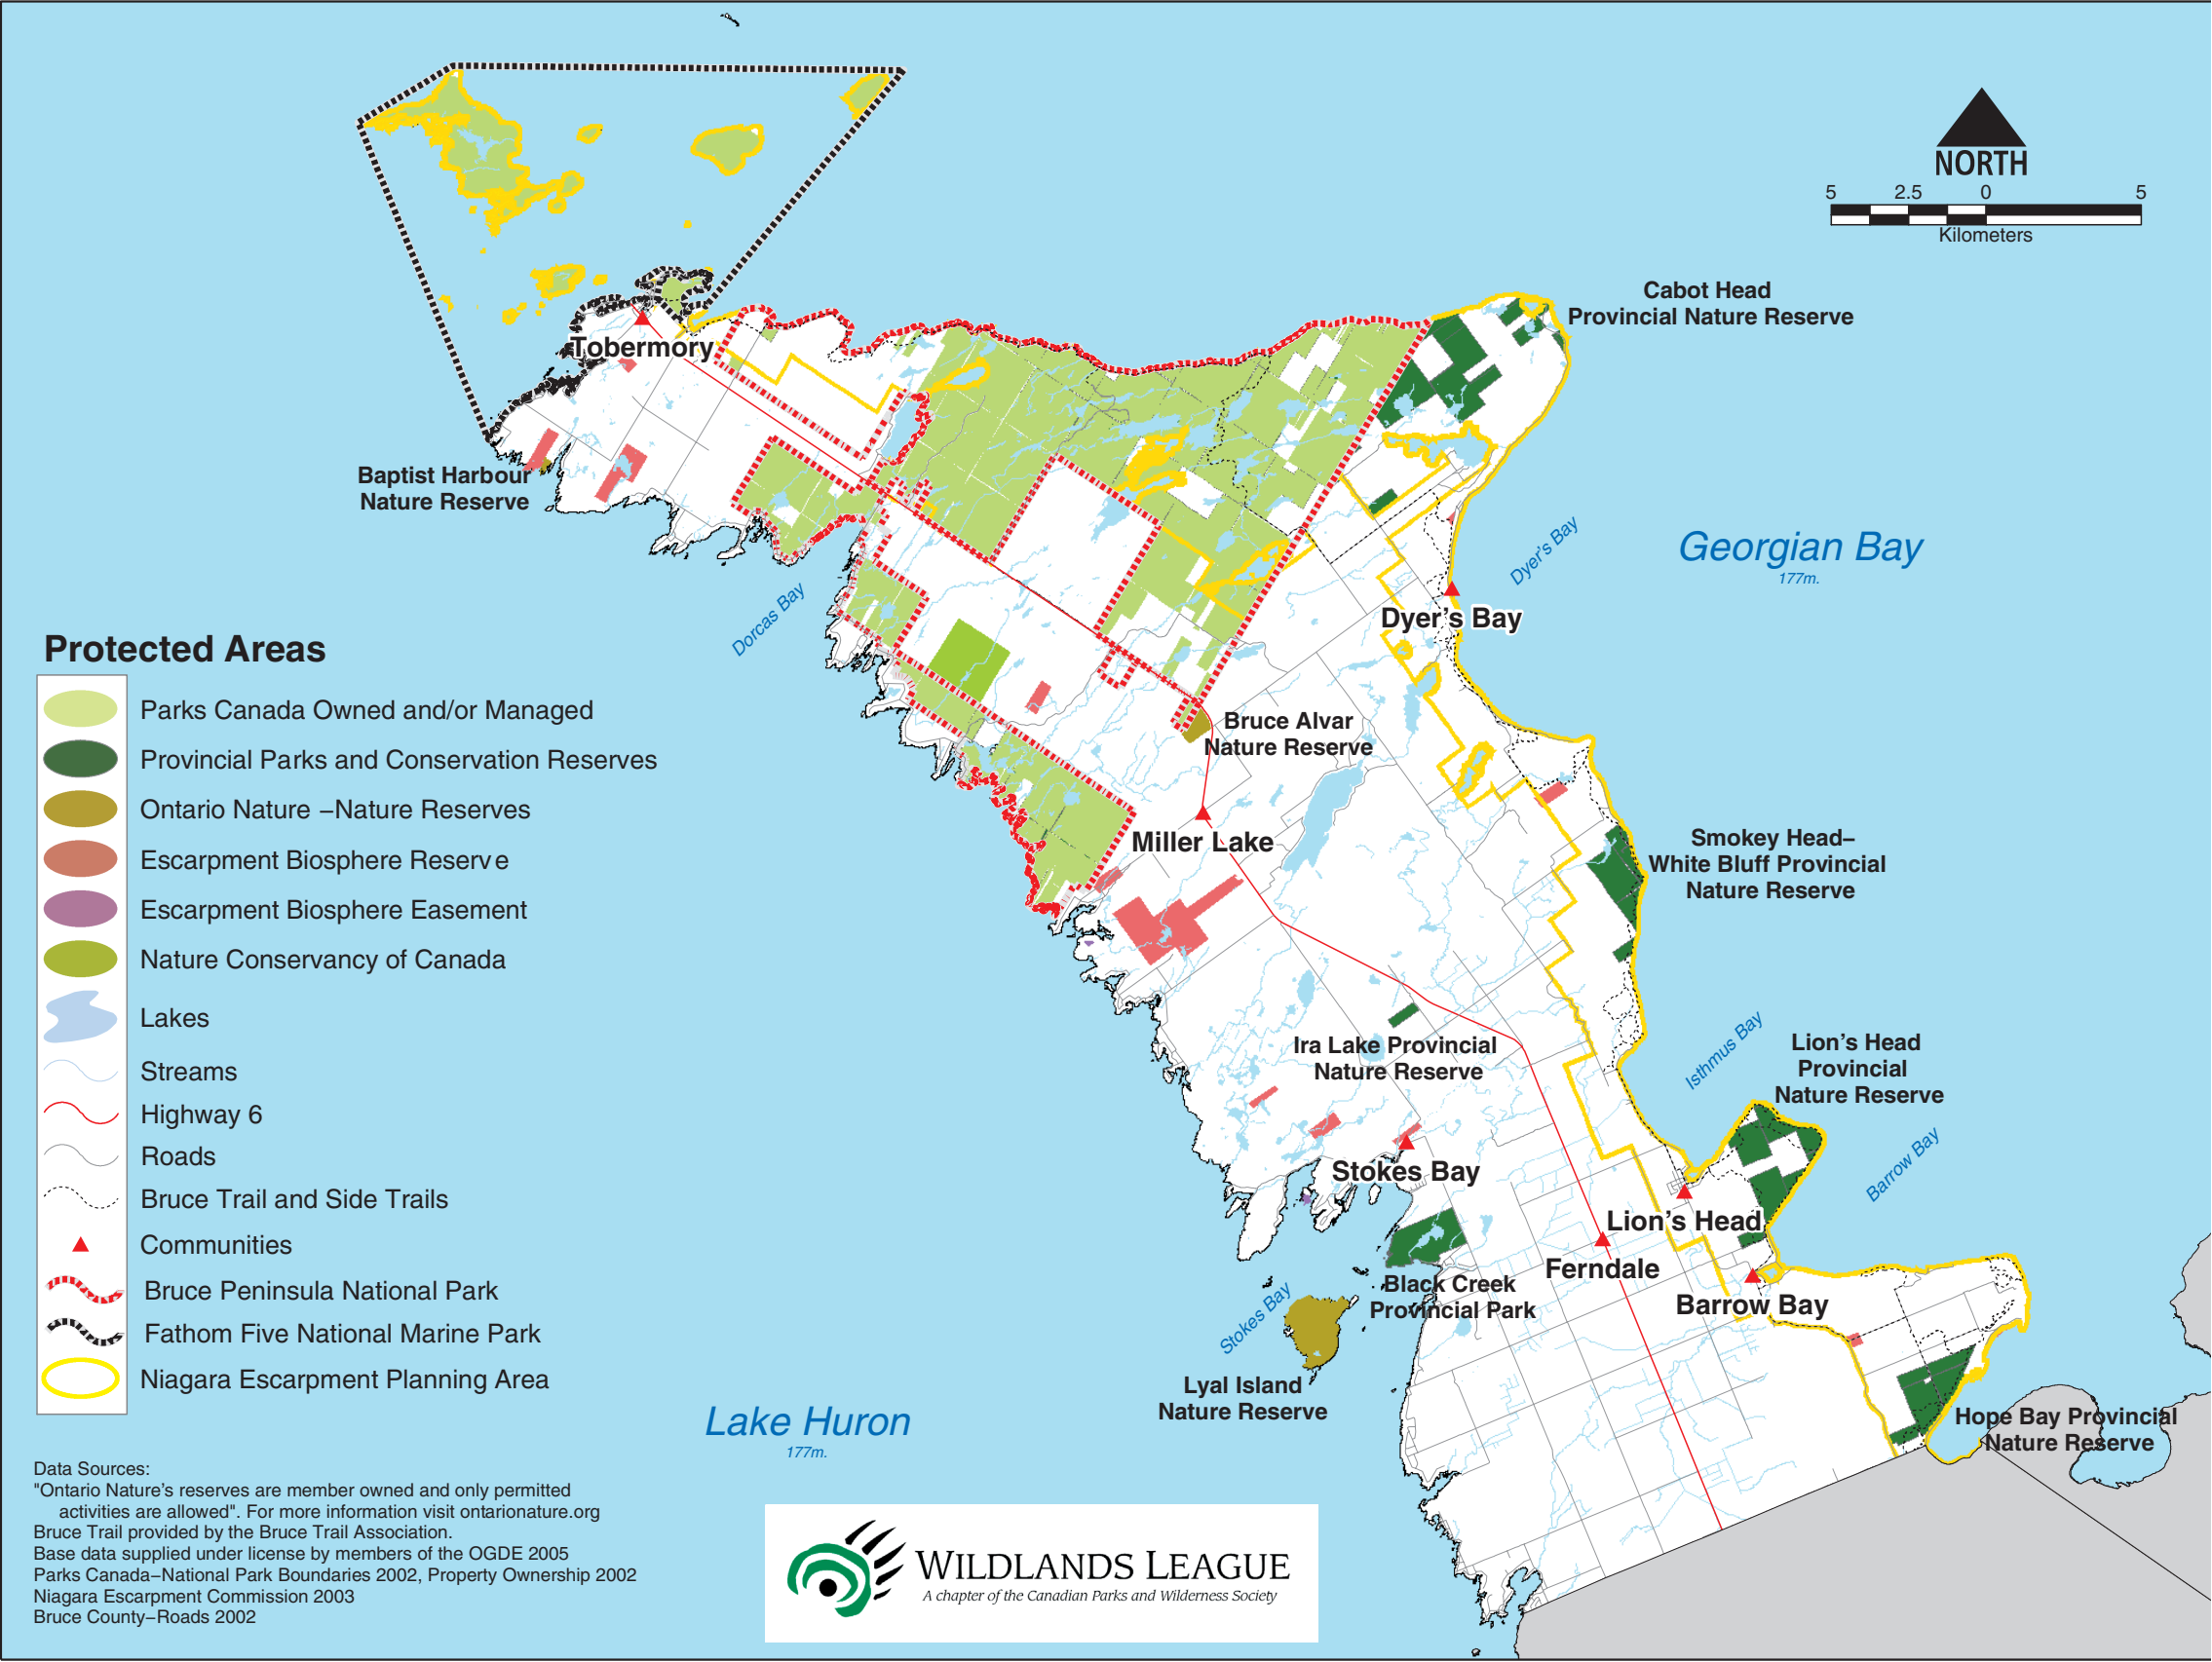 NORTH
5 2.5 0 5
Kilometers
Cabot Head
Provincial Nature Reserve
Tobermory
Baptist Harbour
Nature Reserve
Dyer's Bay
Georgian Bay
177m.
Dorcas Bay
Dyer's Bay
Protected Areas
Parks Canada Owned and/or Managed
Provincial Parks and Conservation Reserves
Ontario Nature –Nature Reserves
Escarpment Biosphere Reserve
Escarpment Biosphere Easement
Nature Conservancy of Canada
Lakes
Streams
Highway 6
Roads
Bruce Trail and Side Trails
Communities
Bruce Peninsula National Park
Fathom Five National Marine Park
Niagara Escarpment Planning Area
Bruce Alvar
Nature Reserve
Miller Lake
Smokey Head–
White Bluff Provincial
Nature Reserve
Ira Lake Provincial
Nature Reserve
Isthmus Bay
Lion's Head
Provincial
Nature Reserve
Barrow Bay
Stokes Bay
Lion's Head
Ferndale
Black Creek
Provincial Park
Barrow Bay
Stokes Bay
Lyal Island
Nature Reserve
Lake Huron
177m.
Hope Bay Provincial
Nature Reserve
Data Sources:
"Ontario Nature's reserves are member owned and only permitted
activities are allowed". For more information visit ontarionature.org
Bruce Trail provided by the Bruce Trail Association.
Base data supplied under license by members of the OGDE 2005
Parks Canada–National Park Boundaries 2002, Property Ownership 2002
Niagara Escarpment Commission 2003
Bruce County–Roads 2002
WILDLANDS LEAGUE
A chapter of the Canadian Parks and Wilderness Society